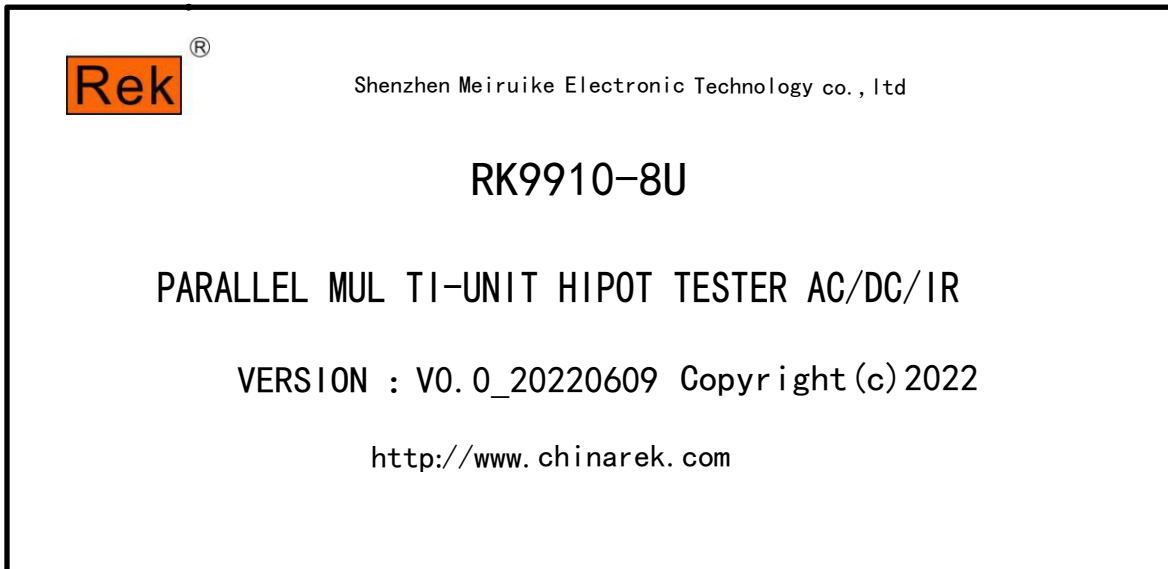 Rek ®
Shenzhen Meiruike Electronic Technology co.,ltd
RK9910-8U
PARALLEL MUL TI-UNIT HIPOT TESTER AC/DC/IR
VERSION : V0.0_20220609 Copyright(c)2022
http://www.chinarek.com